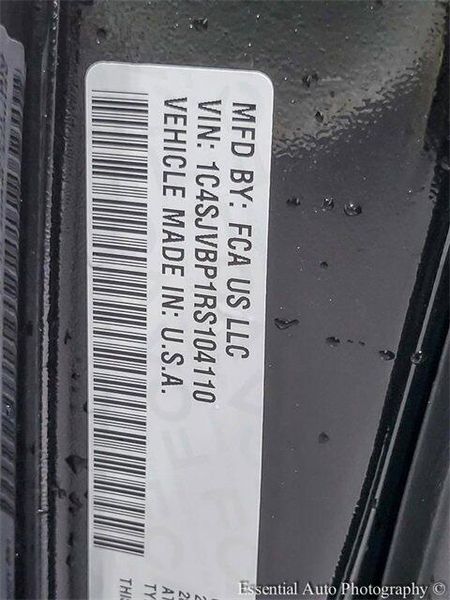 MFD BY: FCA US LLC
VIN: 1C4SJVBP1RS104110
VEHICLE MADE IN: U.S.A.
Essential Auto Photography ©